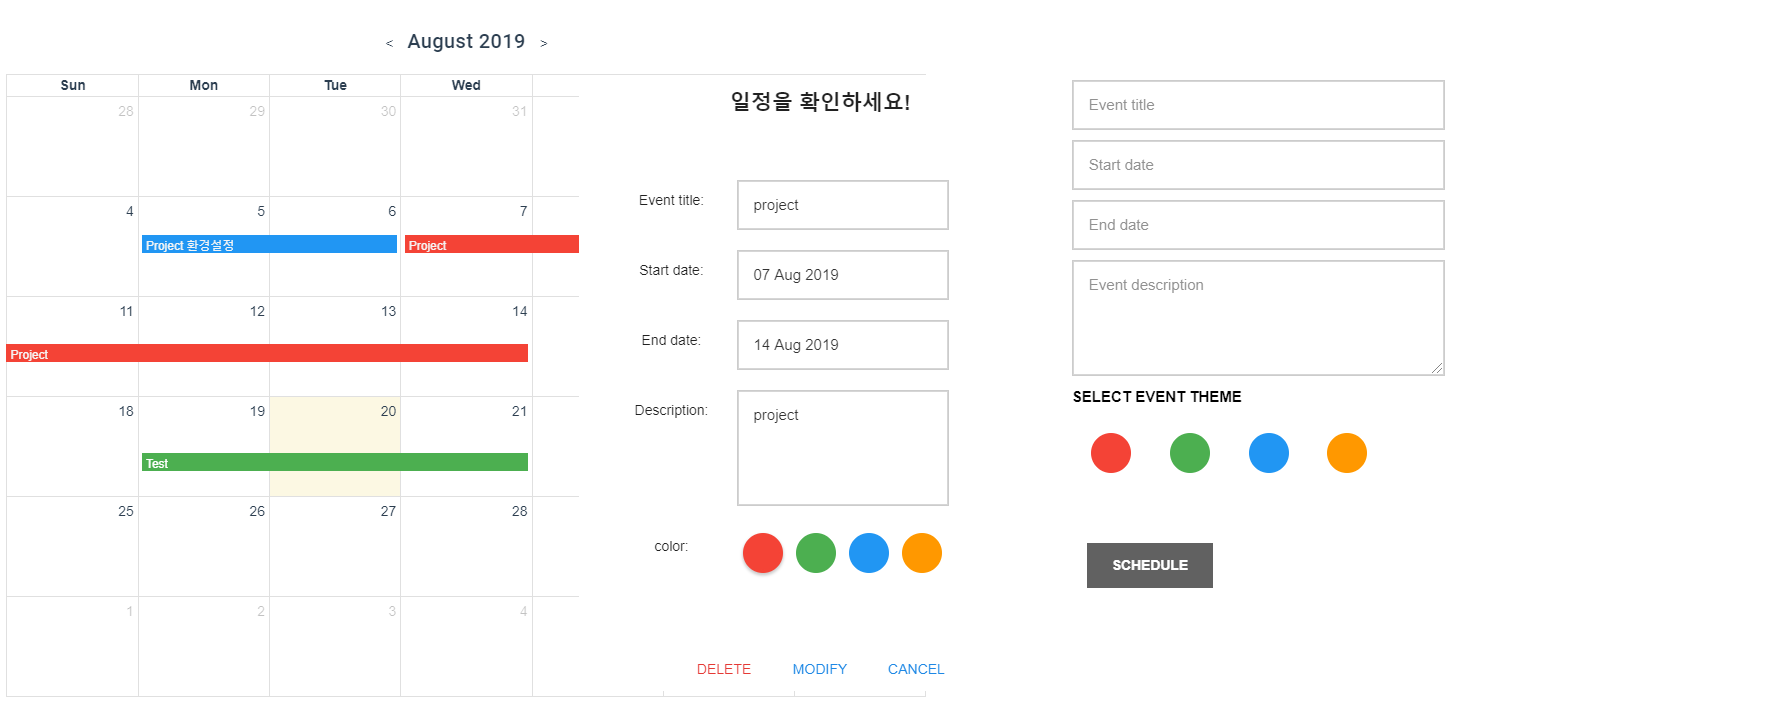 < August 2019 >
Sun Mon Tue Wed
28 29 30 31
4 5 6 7
Project 환경설정 Project
11 12 13 14
Project
18 19 20 21
Test
25 26 27 28
1 2 3 4
일정을 확인하세요!
Event title: project
Start date: 07 Aug 2019
End date: 14 Aug 2019
Description: project
color:
DELETE MODIFY CANCEL
Event title
Start date
End date
Event description
SELECT EVENT THEME
SCHEDULE